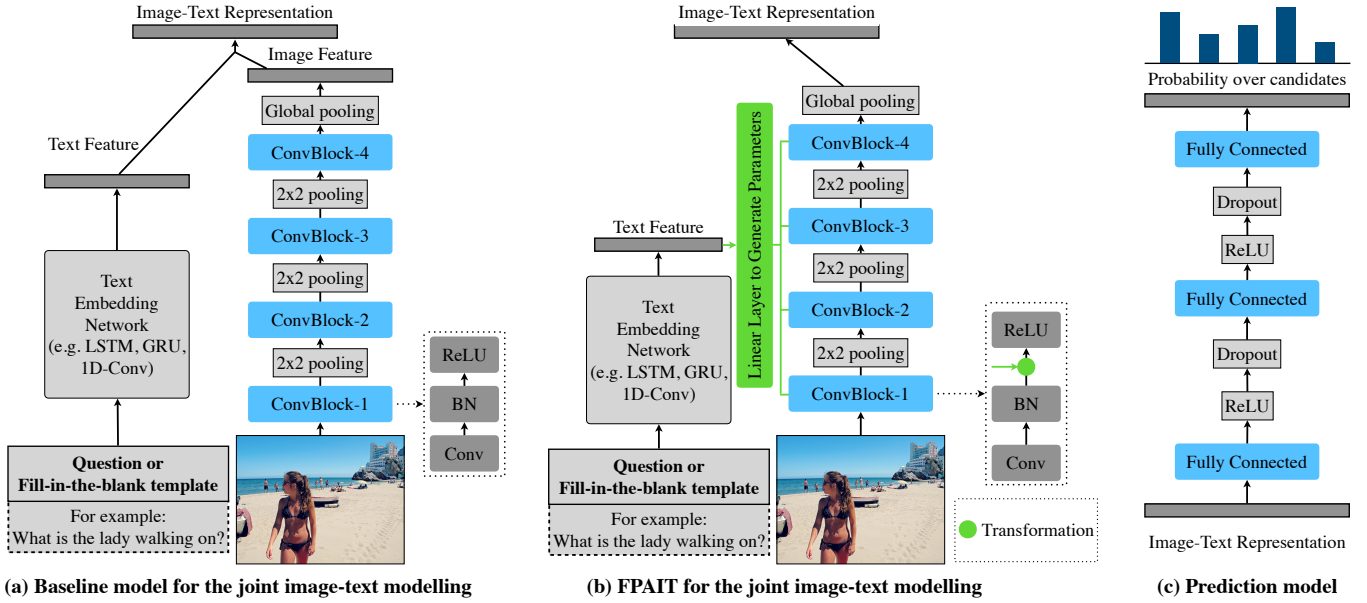 Image-Text Representation
Image Feature
Global pooling
Text Feature
ConvBlock-4
2x2 pooling
ConvBlock-3
2x2 pooling
ConvBlock-2
2x2 pooling
ConvBlock-1
Text
Embedding
Network
(e.g. LSTM, GRU,
1D-Conv)
ReLU
BN
Conv
Question or
Fill-in-the-blank template
For example:
What is the lady walking on?
(a) Baseline model for the joint image-text modelling
Image-Text Representation
Global pooling
Linear Layer to Generate Parameters
ConvBlock-4
2x2 pooling
ConvBlock-3
2x2 pooling
ConvBlock-2
2x2 pooling
ConvBlock-1
Text Feature
Text
Embedding
Network
(e.g. LSTM, GRU,
1D-Conv)
ReLU
BN
Conv
Question or
Fill-in-the-blank template
For example:
What is the lady walking on?
Transformation
(b) FPAIT for the joint image-text modelling
Probability over candidates
Fully Connected
Dropout
ReLU
Fully Connected
Dropout
ReLU
Fully Connected
Image-Text Representation
(c) Prediction model